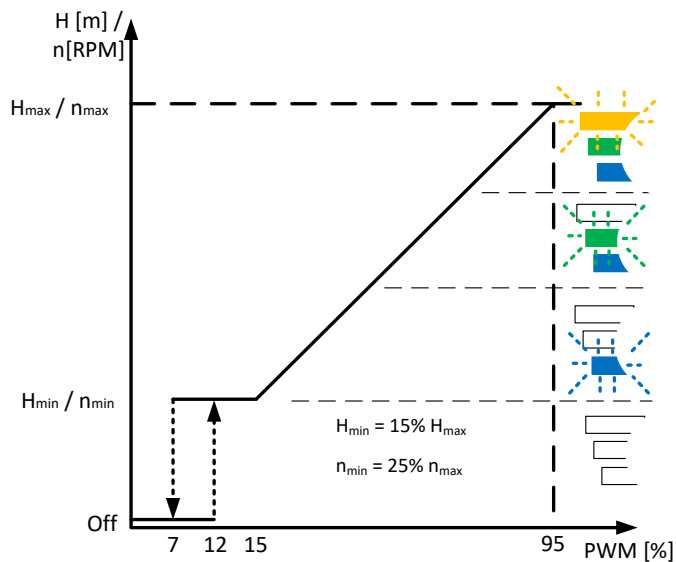 H [m] /
n[RPM]
Hmax / nmax
Hmin / nmin
Hmin = 15% Hmax
nmin = 25% nmax
Off
7 12 15 95
PWM [%]